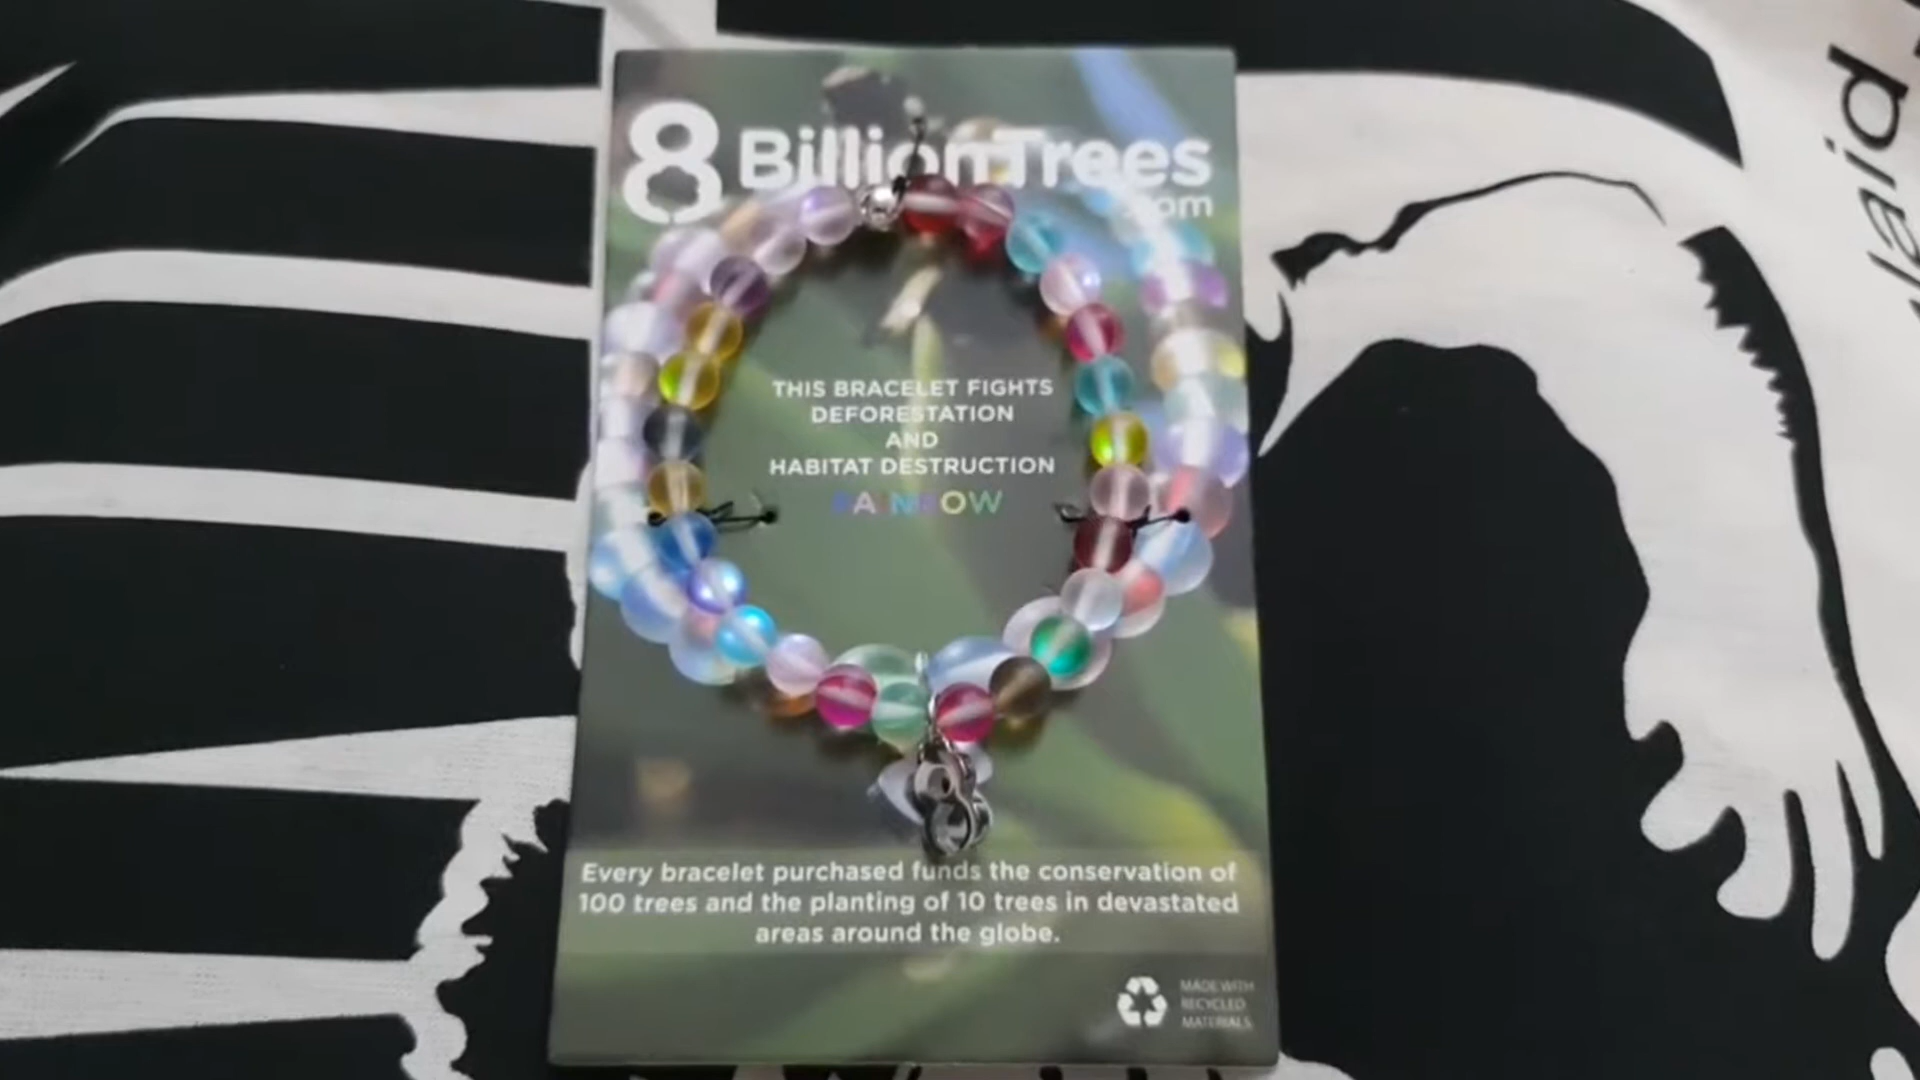 8 BillionTrees
.com
THIS BRACELET FIGHTS
DEFORESTATION
AND
HABITAT DESTRUCTION
RAINBOW
Every bracelet purchased funds the conservation of
100 trees and the planting of 10 trees in devastated
areas around the globe.
MADE WITH
RECYCLED
MATERIALS